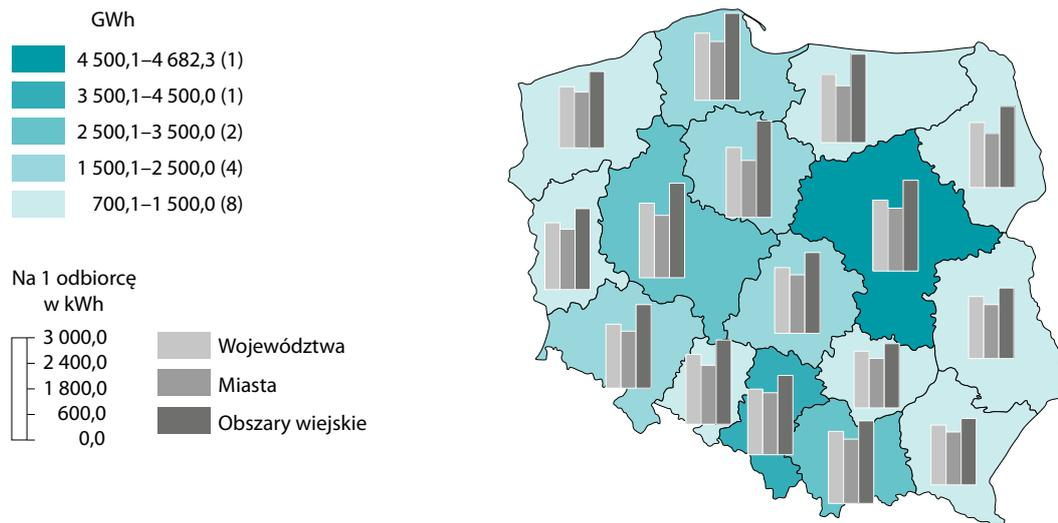 GWh
4 500,1–4 682,3 (1)
3 500,1–4 500,0 (1)
2 500,1–3 500,0 (2)
1 500,1–2 500,0 (4)
700,1–1 500,0 (8)
Na 1 odbiorcę
w kWh
3 000,0
2 400,0
1 800,0
600,0
0,0
Województwa
Miasta
Obszary wiejskie